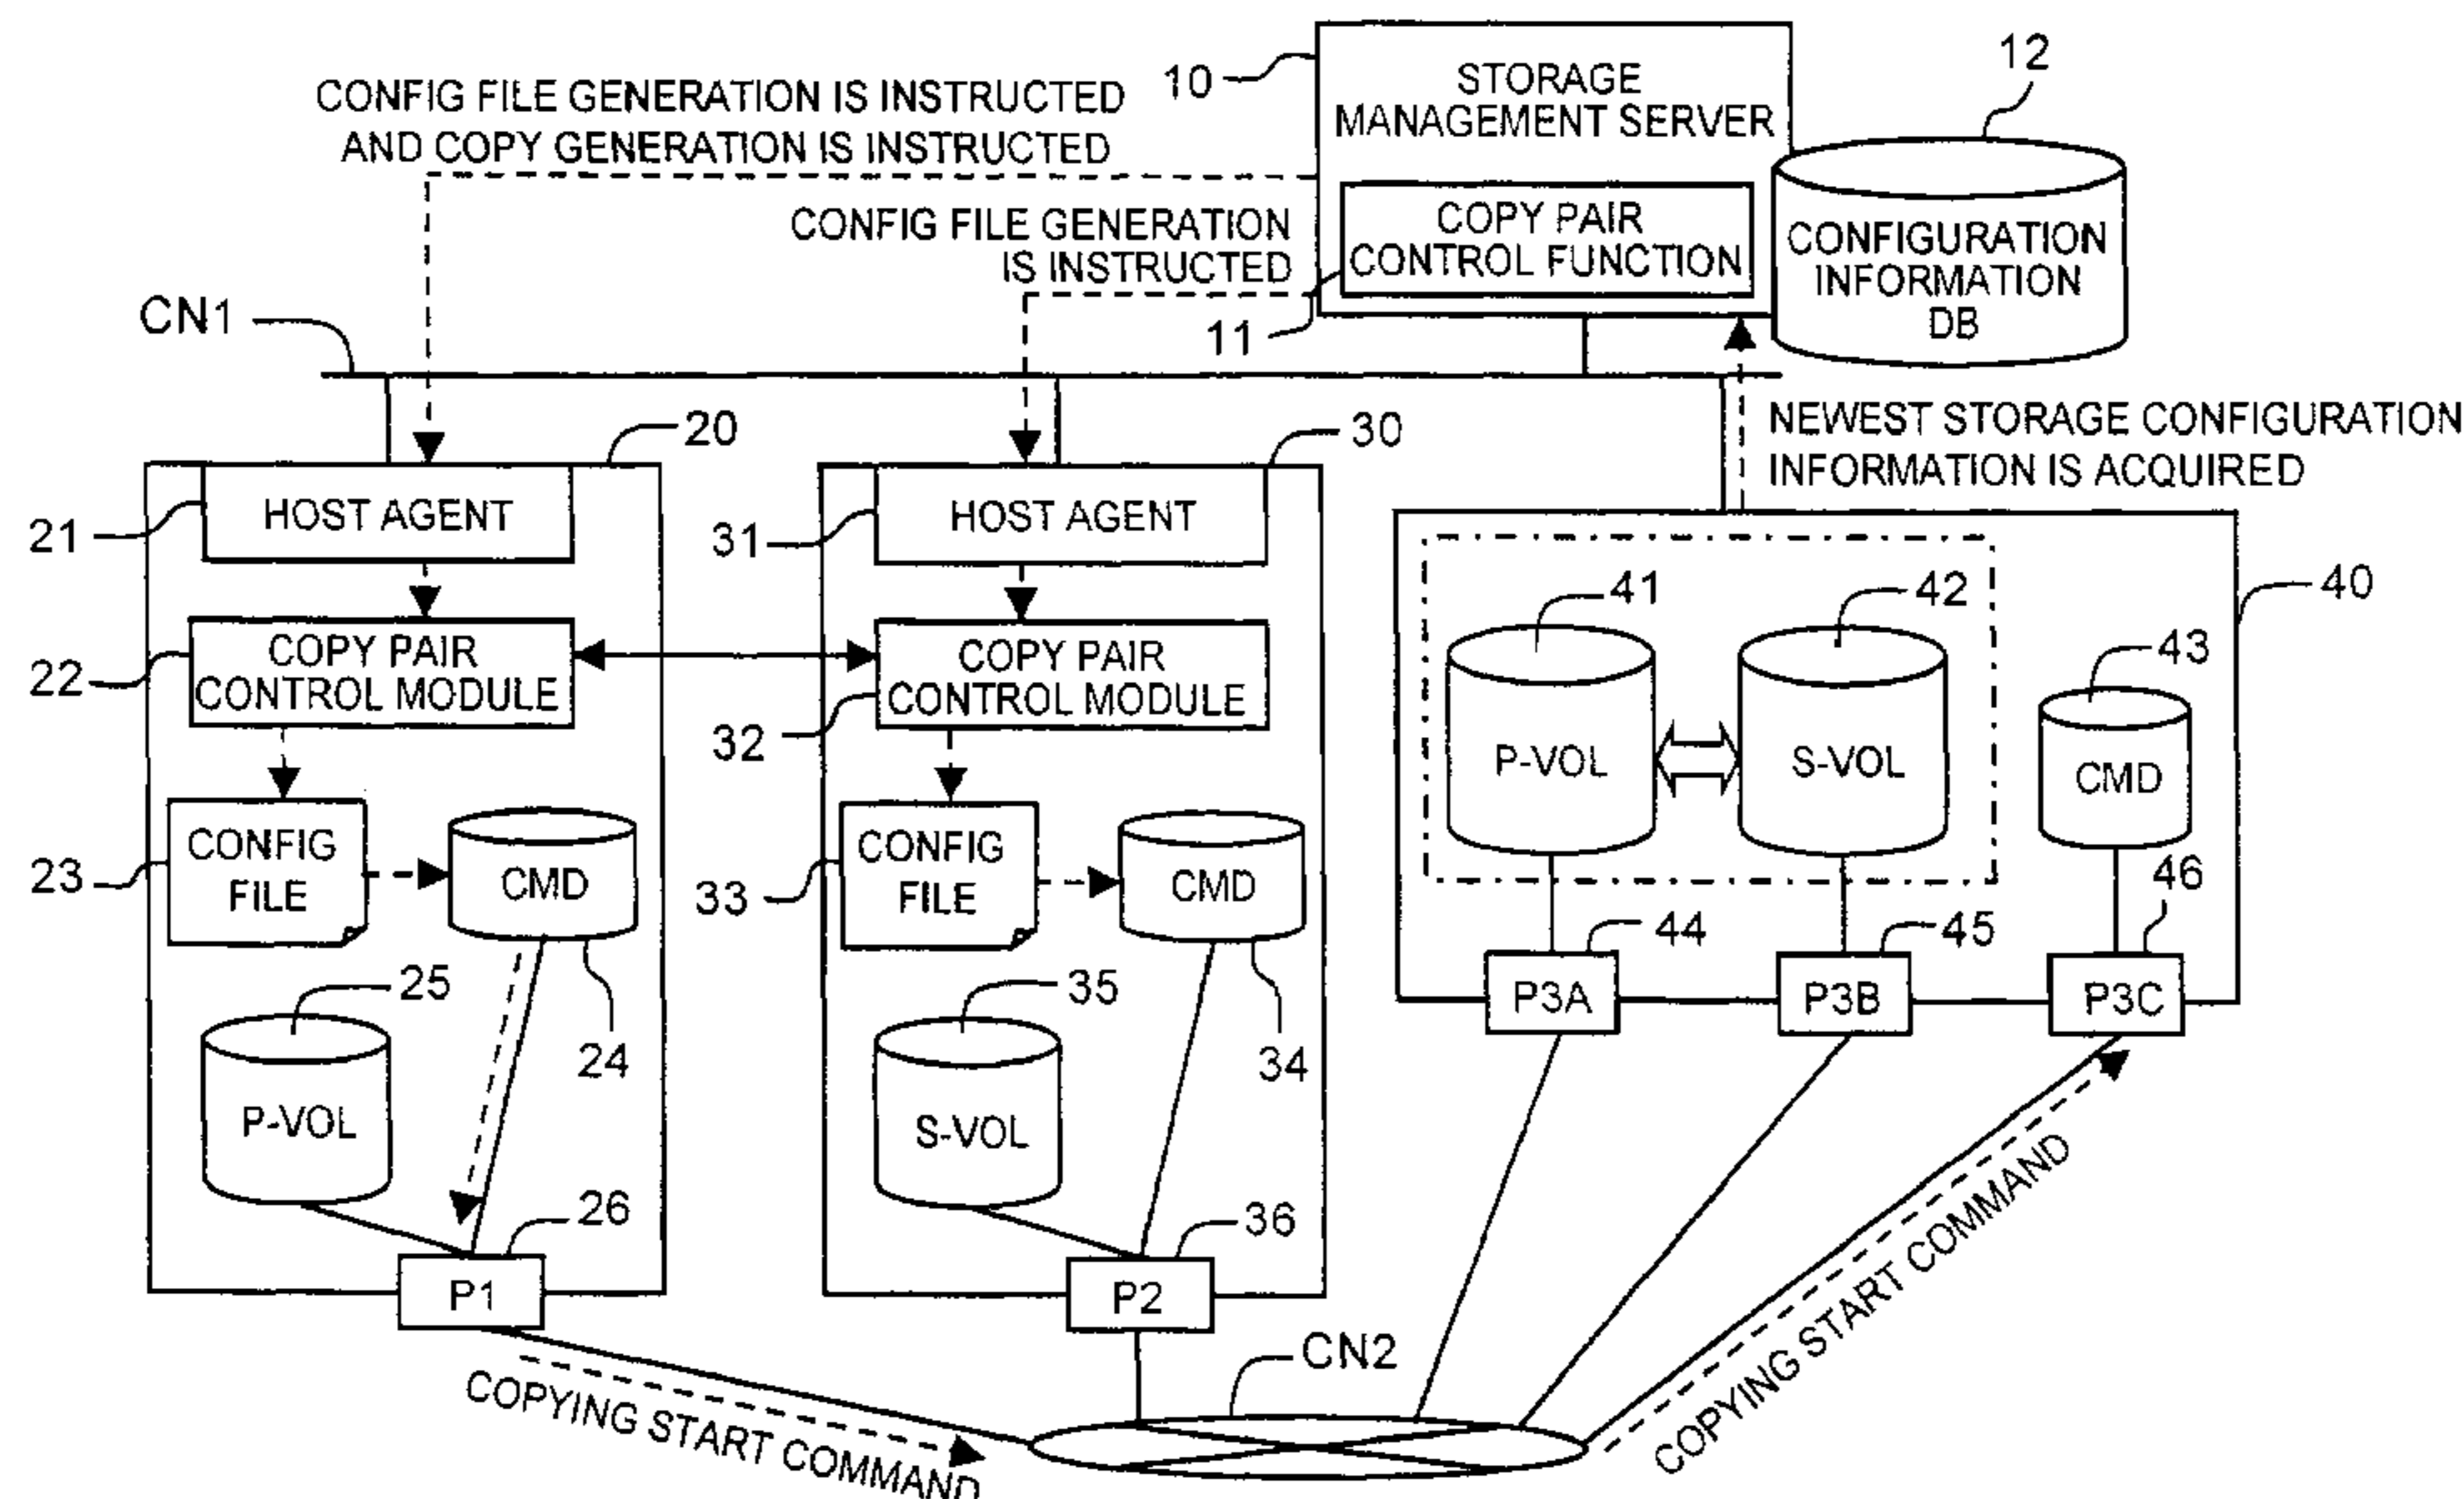 CONFIG FILE GENERATION IS INSTRUCTED
AND COPY GENERATION IS INSTRUCTED
10
STORAGE
MANAGEMENT SERVER
12
CONFIG FILE GENERATION
IS INSTRUCTED
COPY PAIR
CONTROL FUNCTION
CONFIGURATION
INFORMATION
DB
CN1
11
20
30
NEWEST STORAGE CONFIGURATION
INFORMATION IS ACQUIRED
21
HOST AGENT
31
HOST AGENT
41
42
40
22
COPY PAIR
CONTROL MODULE
32
COPY PAIR
CONTROL MODULE
43
P-VOL
S-VOL
CMD
23
CONFIG
FILE
CMD
33
CONFIG
FILE
CMD
46
44
45
25
24
35
34
P3A
P3B
P3C
P-VOL
S-VOL
26
36
P1
P2
CN2
COPYING START COMMAND
COPYING START COMMAND